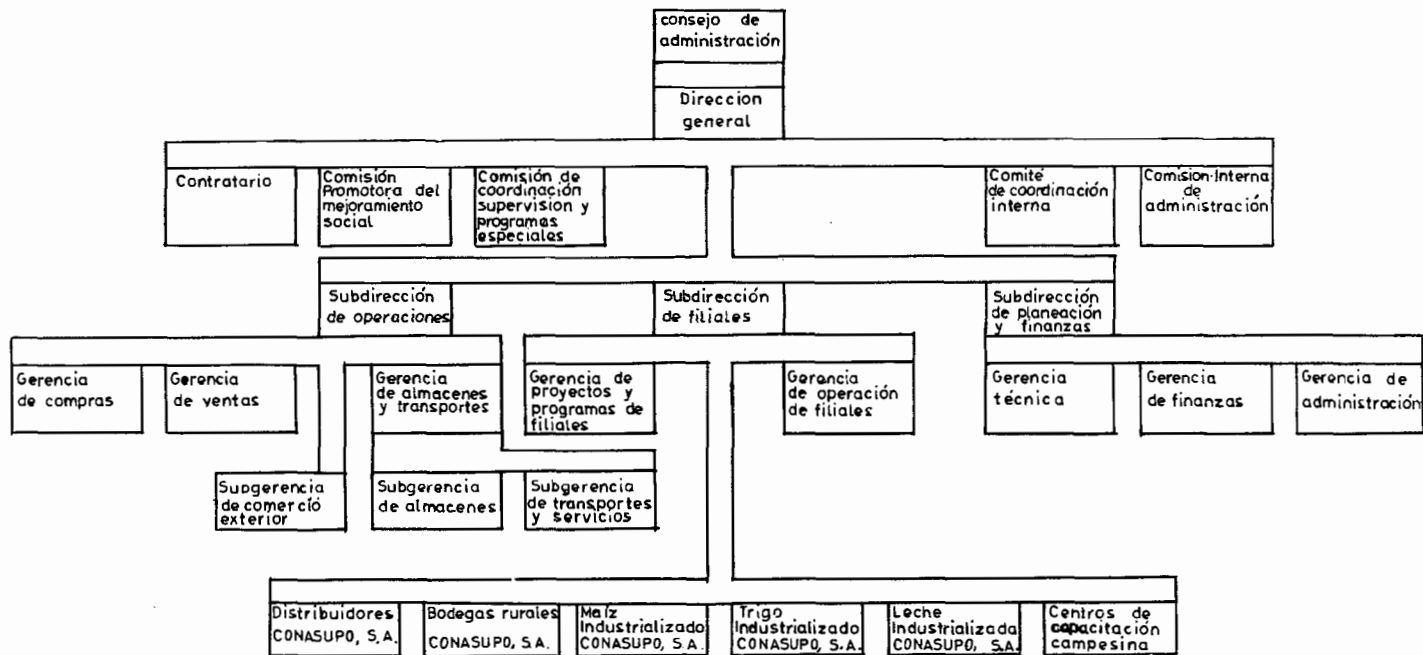 consejo de
administración
Direccion
general
Contratario
Comisión
Promotora del
mejoramiento
social
Comisión de
coordinación
supervision y
programas
especiales
Comité
de coordinación
interna
Comision Interna
de
administración
Subdirección
de operaciones
Subdirección
de filiales
Subdirección
de planeación
y finanzas
Gerencia
de compras
Gerencia
de ventas
Gerencia
de almacenes
y transportes
Gerencia de
proyectos y
programas de
filiales
Gerencia
de operación
de filiales
Gerencia
técnica
Gerencia
de finanzas
Gerencia de
administración
Subgerencia
de comercio
exterior
Subgerencia
de almacenes
Subgerencia
de transportes
y servicios
Distribuidores
CONASUPO, S.A.
Bodegas rurales
CONASUPO, S.A.
Maíz
Industrializado
CONASUPO, S.A.
Trigo
Industrializado
CONASUPO, S.A.
Leche
Industrializada
CONASUPO, S.A.
Centros de
capacitación
campesina